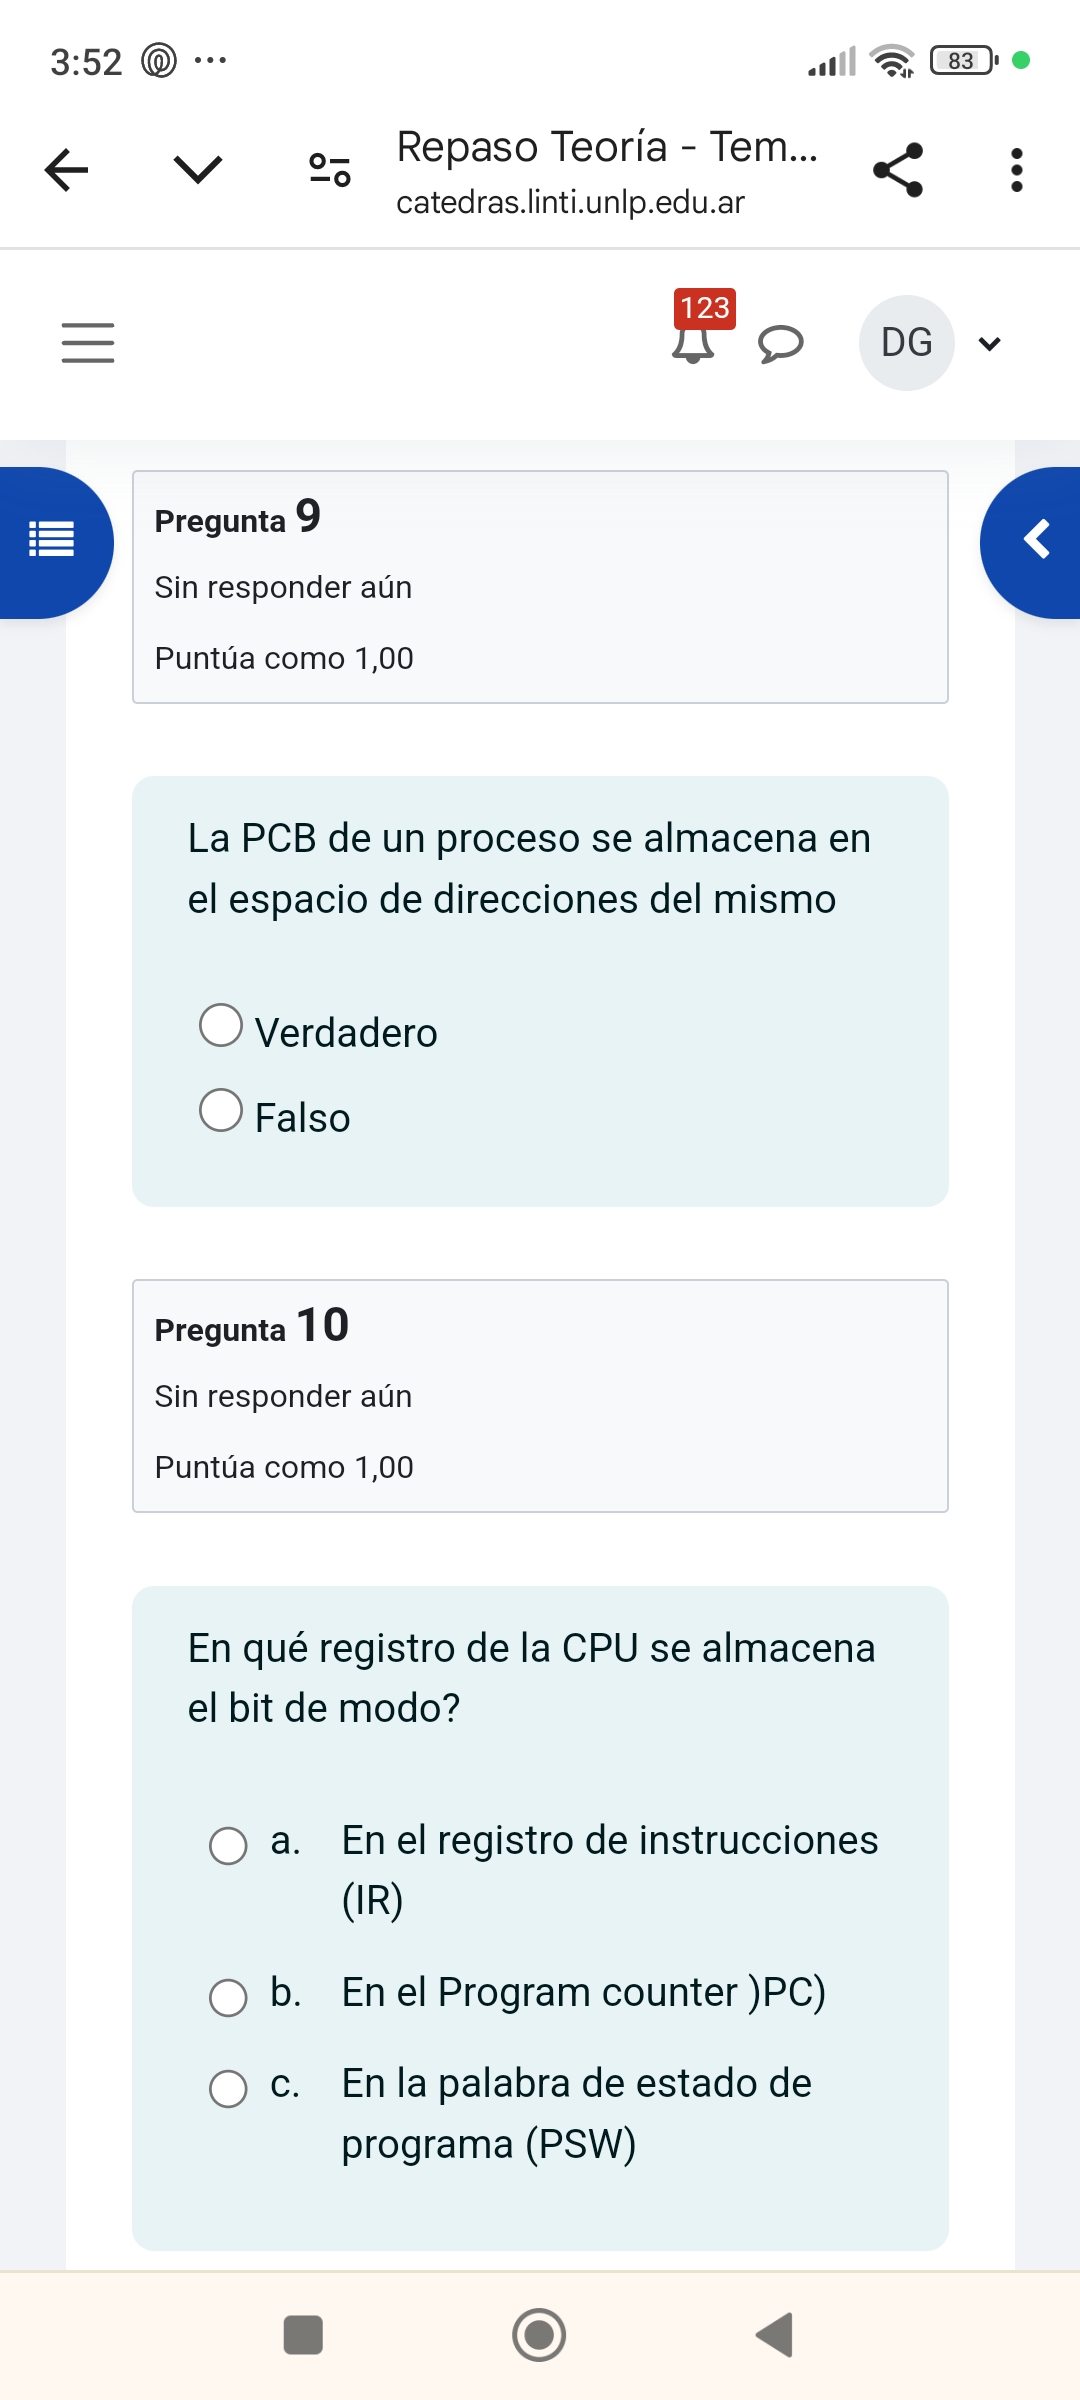 3:52
83
Repaso Teoría - Tem...
catedras.linti.unlp.edu.ar
123
DG
Pregunta 9
Sin responder aún
Puntúa como 1,00
La PCB de un proceso se almacena en
el espacio de direcciones del mismo
Verdadero
Falso
Pregunta 10
Sin responder aún
Puntúa como 1,00
En qué registro de la CPU se almacena
el bit de modo?
a. En el registro de instrucciones
(IR)
b. En el Program counter )PC)
c. En la palabra de estado de
programa (PSW)